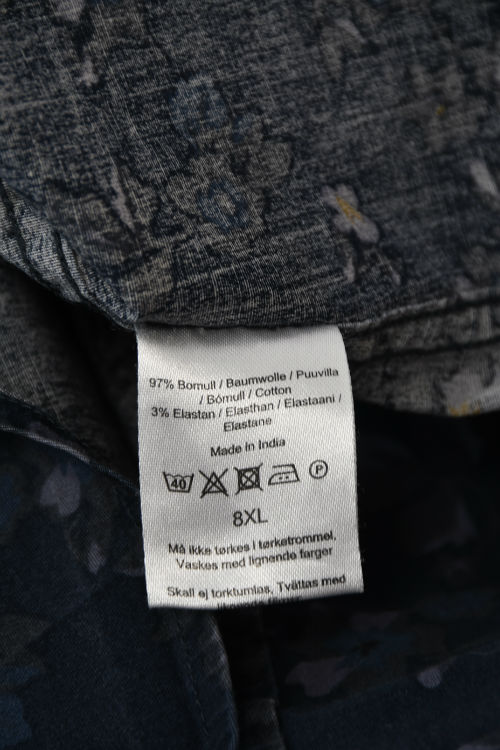 97% Bomull / Baumwolle / Puuvilla
/ Bómull / Cotton
3% Elastan / Elasthan / Elastaani /
Elastane
Made in India
40 P
8XL
Må ikke tørkes i tørketrommel,
Vaskes med lignende farger
Skall ej torktumlas, Tvättas med